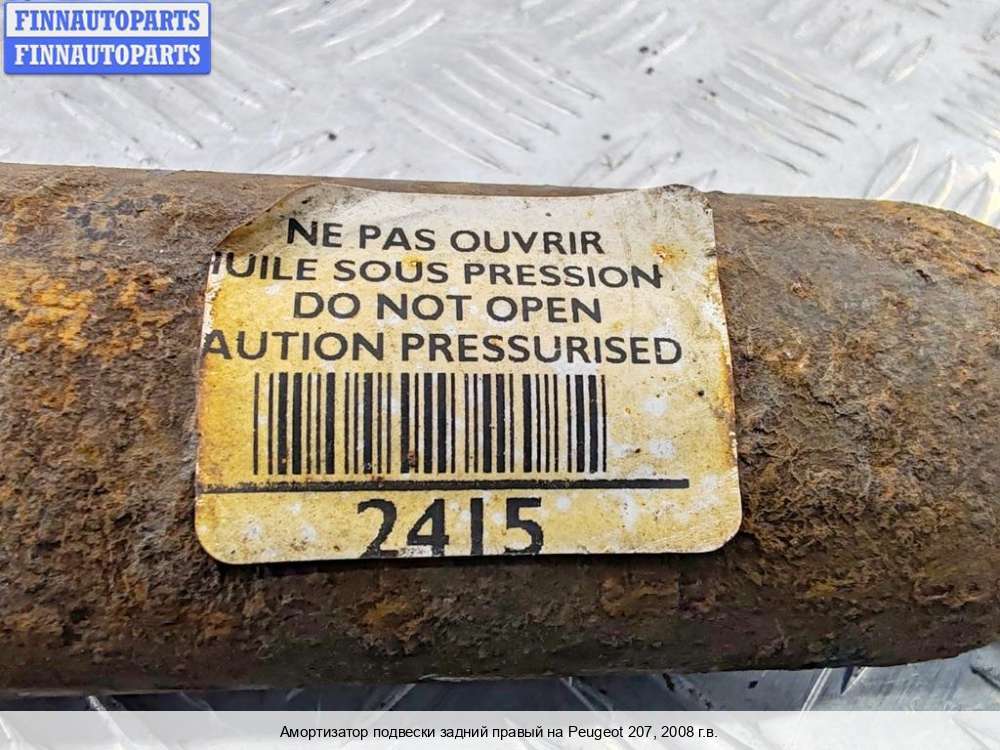 FINNAUTOPARTS
FINNAUTOPARTS
NE PAS OUVRIR
HUILE SOUS PRESSION
DO NOT OPEN
AUTION PRESSURISED
2415
Амортизатор подвески задний правый на Peugeot 207, 2008 г.в.